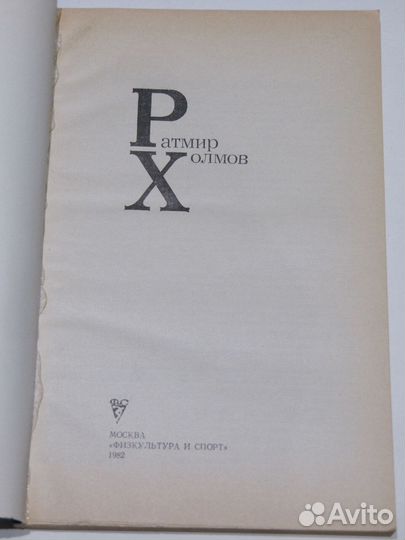 Ратмир
Холмов
ФиС
МОСКВА
«ФИЗКУЛЬТУРА И СПОРТ»
1982
Avito